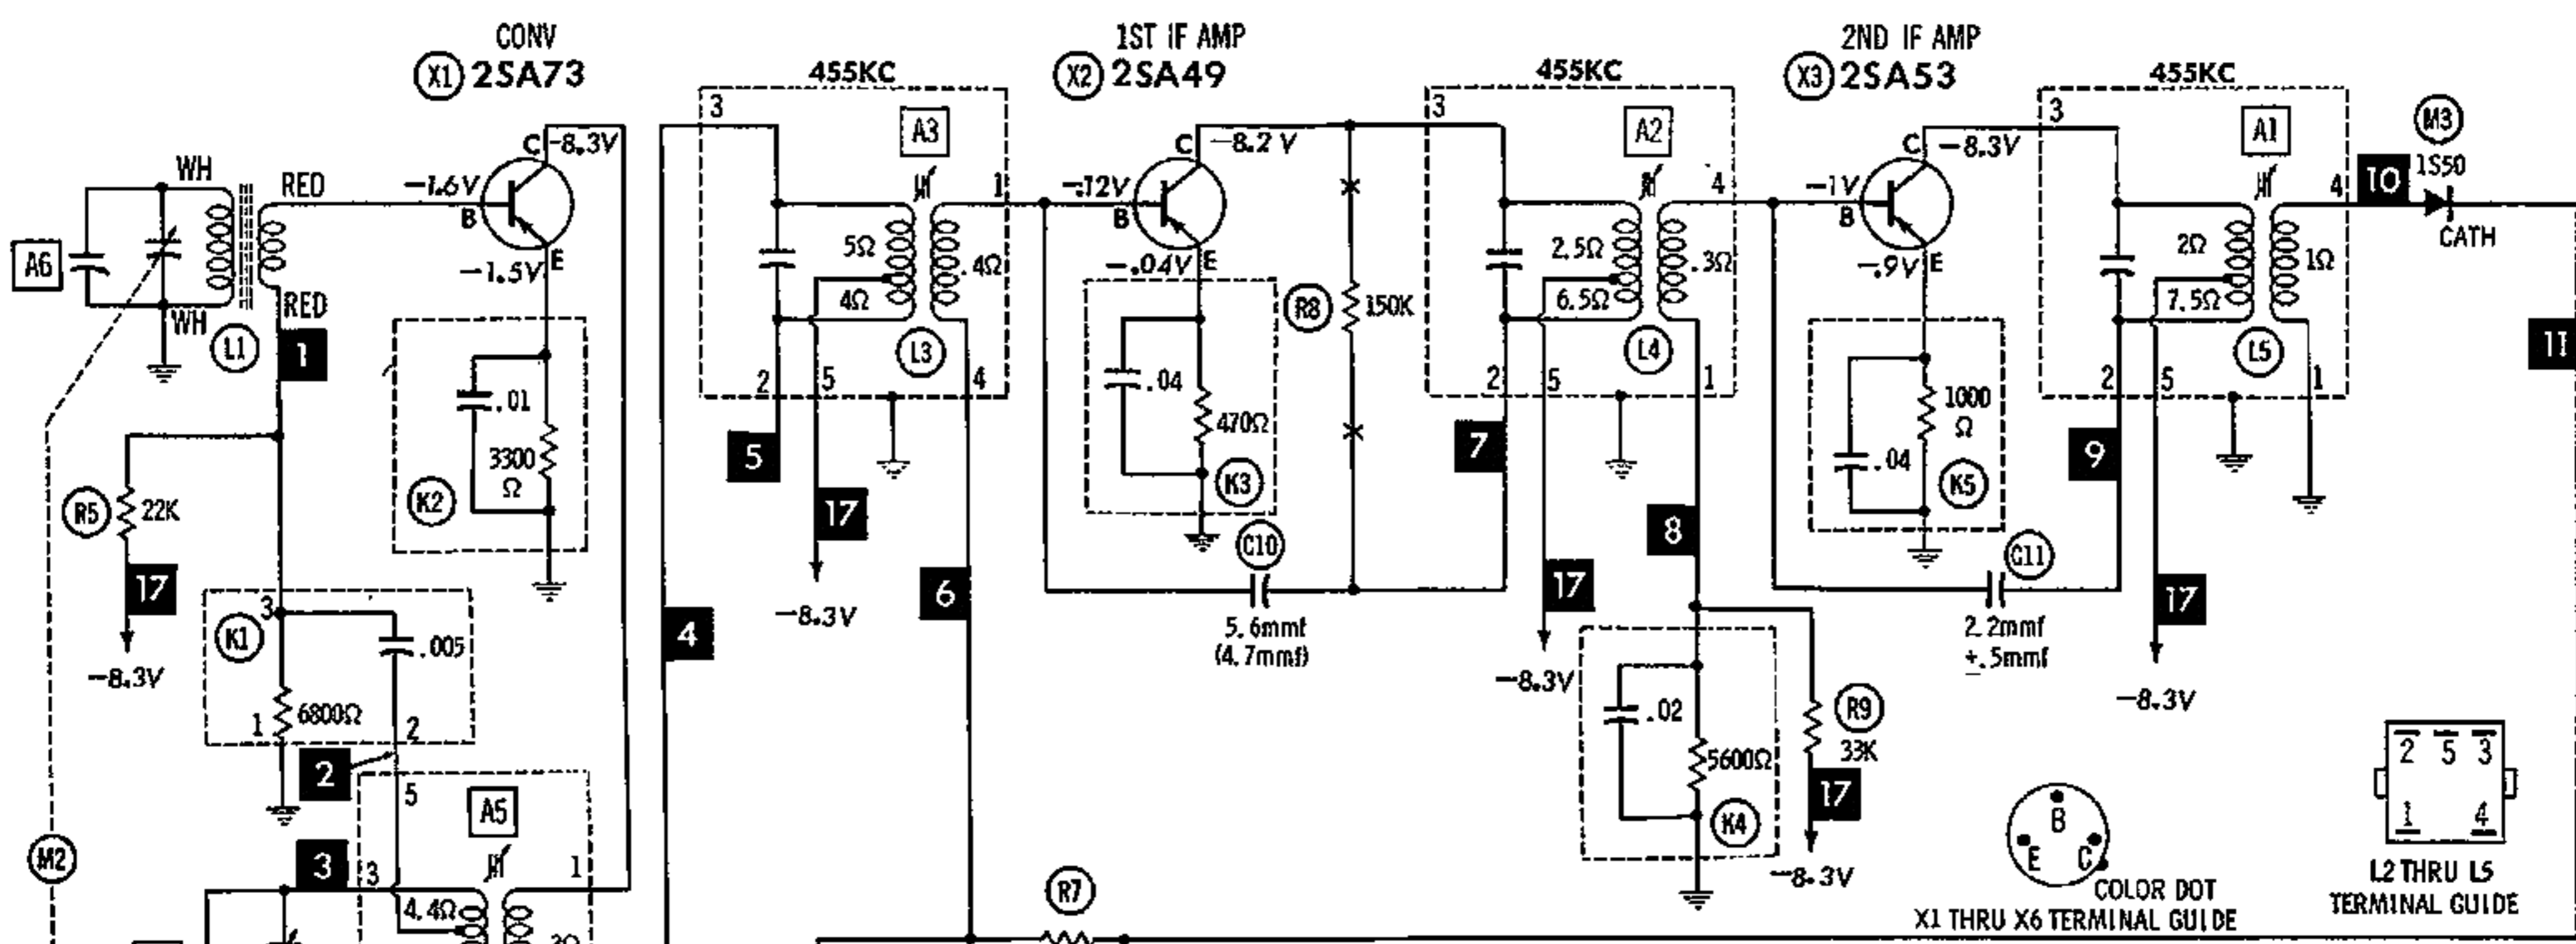 CONV
X1 2SA73
455KC
1ST IF AMP
X2 2SA49
455KC
2ND IF AMP
X3 2SA53
455KC
M3
1S50
CATH
A6
WH
WH
RED
RED
L1
1
-1.6V
B
C
-8.3V
-1.5V
E
.01
3300
Ω
K2
R5
22K
17
-8.3V
K1
3
.005
6800Ω
1
2
2
5
A5
3
3
1
4.4Ω
M2
4
3
A3
1
5Ω
4Ω
.4Ω
L3
2
5
4
5
17
-8.3V
6
-.12V
B
C
-8.2 V
-.04V
E
.04
470Ω
K3
R8
150K
C10
5.6mmf
(4.7mmf)
R7
3
A2
4
2.5Ω
6.5Ω
.3Ω
L4
2
5
1
7
17
-8.3V
8
.02
5600Ω
K4
R9
33K
17
-8.3V
-1V
B
C
-8.3V
-.9V
E
.04
1000
Ω
K5
C11
2.2mmf
±.5mmf
3
A1
4
2Ω
7.5Ω
1Ω
L5
2
5
1
9
17
-8.3V
10
11
B
E
C
COLOR DOT
X1 THRU X6 TERMINAL GUIDE
2 5 3
1 4
L2 THRU L5
TERMINAL GUIDE